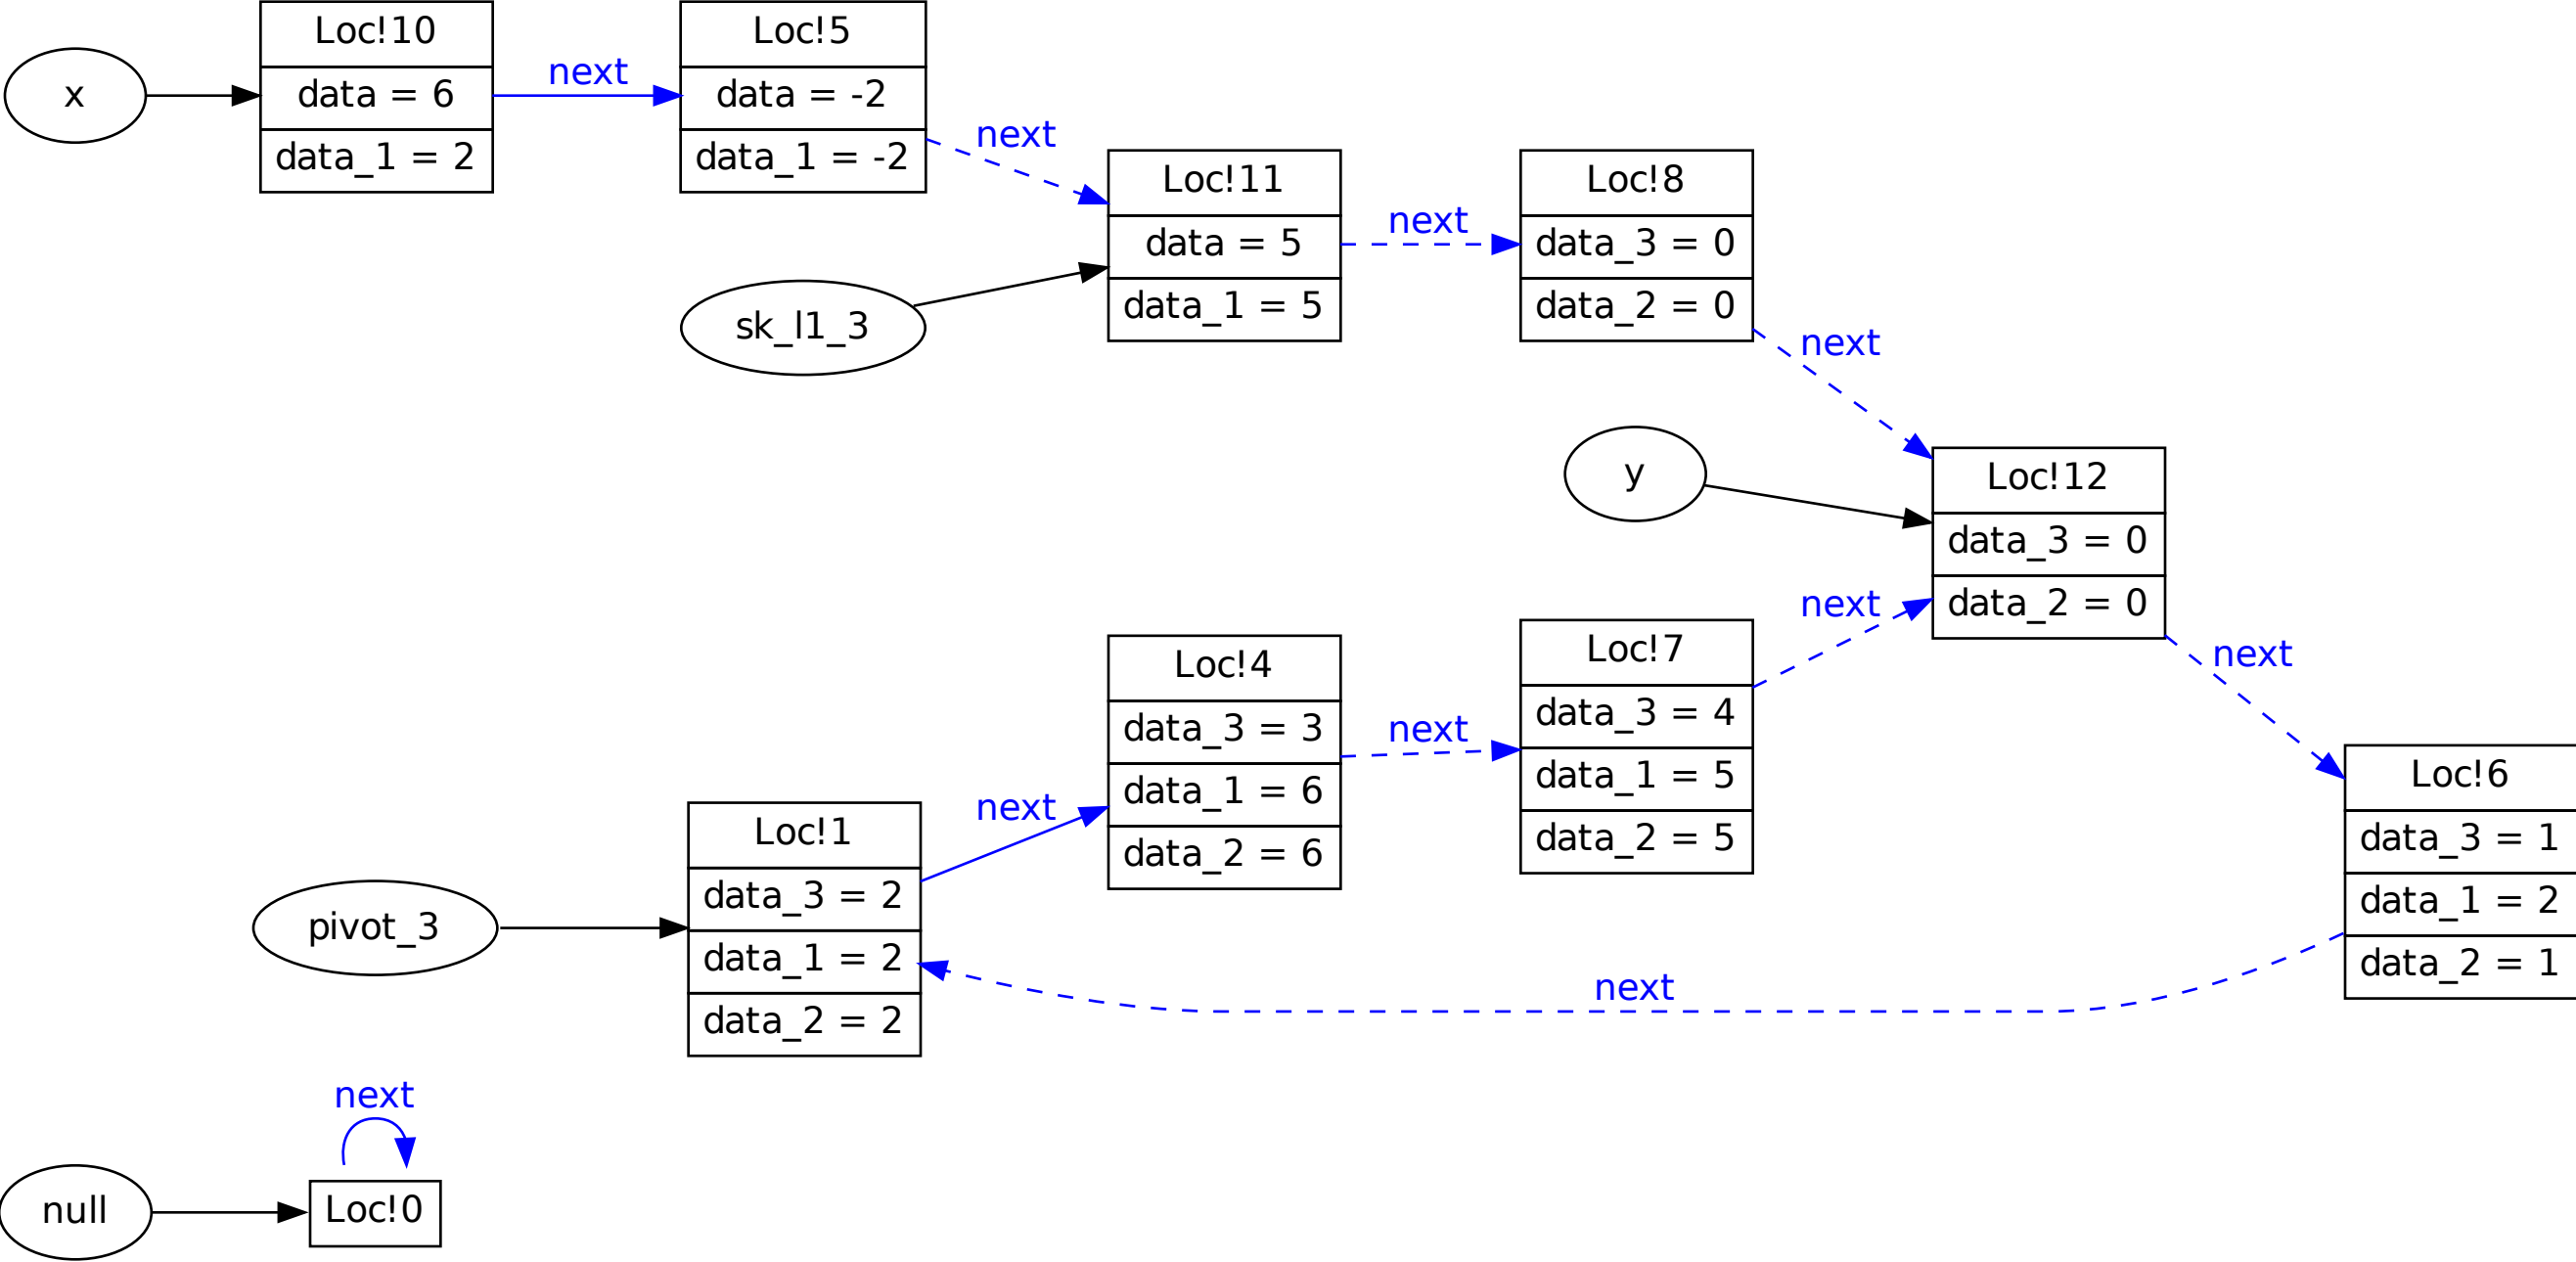 x
Loc!10
data = 6
data_1 = 2
next
Loc!5
data = -2
data_1 = -2
next
sk_l1_3
Loc!11
data = 5
data_1 = 5
next
Loc!8
data_3 = 0
data_2 = 0
next
y
Loc!12
data_3 = 0
data_2 = 0
next
pivot_3
Loc!1
data_3 = 2
data_1 = 2
data_2 = 2
next
Loc!4
data_3 = 3
data_1 = 6
data_2 = 6
next
Loc!7
data_3 = 4
data_1 = 5
data_2 = 5
next
Loc!6
data_3 = 1
data_1 = 2
data_2 = 1
next
null
next
Loc!0